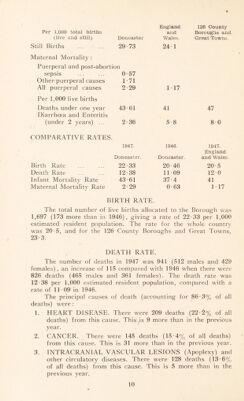 Per 1,000 total births (live and still) Doncaster England and Wales. 126 County Boroughs and Great Towns.
Still Births ... ... ... 29·73 24·1
Maternal Mortality :
Puerperal and post-abortion
sepsis ... ... 0·57
Other puerperal causes 1·71
All puerperal causes 2·29 1·17
Per 1,000 live births
Deaths under one year 43·61 41 47
Diarrhœa and Enteritis
(under 2 years) ... 2·36 5·8 8·0
COMPARATIVE RATES.
1947. 1946. 1947.
Doncaster. Doncaster. England and Wales.
Birth Rate ... ... 22·33 20·46 20·5
Death Rate ... ... 12·38 11·09 12·0
Infant Mortality Rate 43·61 37·4 41
Maternal Mortality Rate 2·29 0·63 1·17
BIRTH RATE.
The total number of live births allocated to the Borough was
1,697 (173 more than in 1946), giving a rate of 22·33 per 1,000
estimated resident population. The rate for the whole country
was 20·5, and for the 126 County Boroughs and Great Towns,
23·3.
DEATH RATE.
The number of deaths in 1947 was 941 (512 males and 429
females), an increase of 115 compared with 1946 when there were
826 deaths (465 males and 361 females). The death rate was
12·38 per 1,000 estimated resident population, compared with a
rate of 11·09 in 1946.
The principal causes of death (accounting for 86·3% of all
deaths) were :
1. HEART DISEASE. There were 209 deaths (22·2% of all
deaths) from this cause. This is 9 more than in the previous
year.
2. CANCER. There were 145 deaths (15·4% of all deaths)
from this cause. This is 31 more than in the previous year.
3. INTRACRANIAL VASCULAR LESIONS (Apoplexy) and
other circulatory diseases. There were 128 deaths (13·6%
of all deaths) from this cause. This is 5 more than in the
previous year.
10